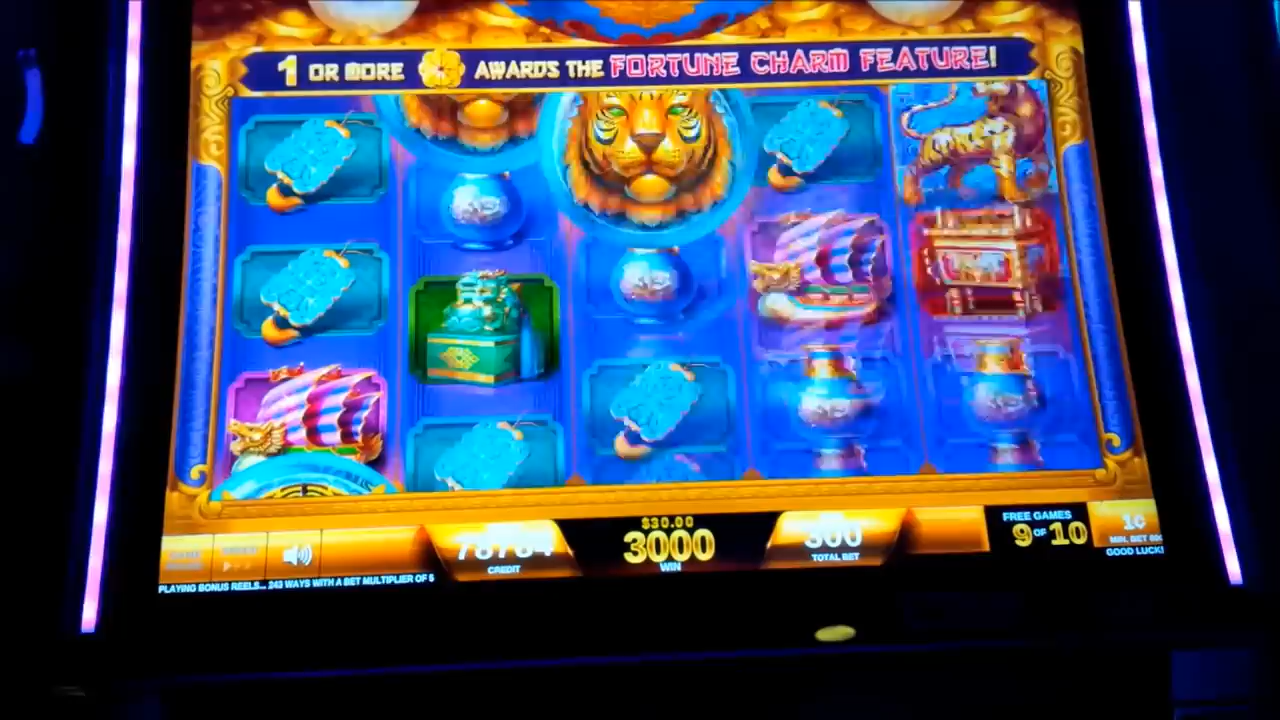 1 OR MORE AWARDS THE FORTUNE CHARM FEATURE!
$30.00
3000
WIN
CREDIT
300
TOTAL BET
FREE GAMES
9 OF 10
1¢
GOOD LUCK!
PLAYING BONUS REELS... 243 WAYS WITH A BET MULTIPLIER OF 5